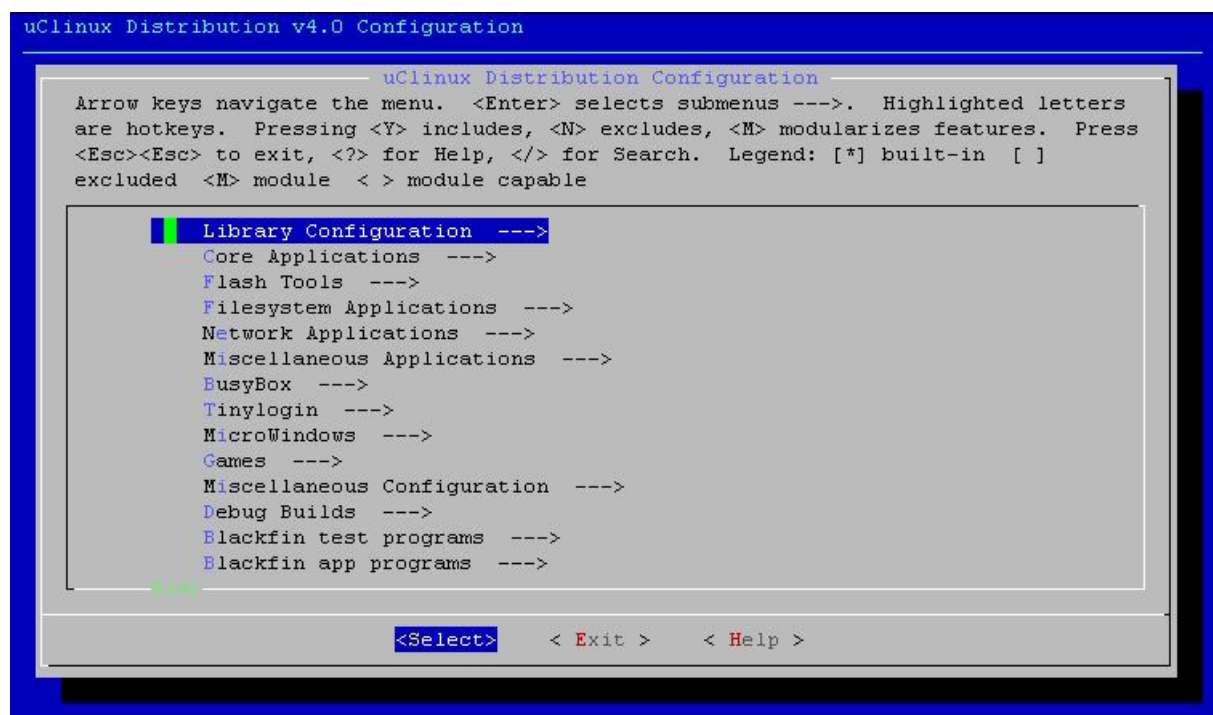 uClinux Distribution v4.0 Configuration
uClinux Distribution Configuration
Arrow keys navigate the menu.  <Enter> selects submenus --->.  Highlighted letters
are hotkeys.  Pressing <Y> includes, <N> excludes, <M> modularizes features.  Press
<Esc><Esc> to exit, <?> for Help, </> for Search.  Legend: [*] built-in  [ ]
excluded  <M> module  < > module capable
Library Configuration  --->
Core Applications  --->
Flash Tools  --->
Filesystem Applications  --->
Network Applications  --->
Miscellaneous Applications  --->
BusyBox  --->
Tinylogin  --->
MicroWindows  --->
Games  --->
Miscellaneous Configuration  --->
Debug Builds  --->
Blackfin test programs  --->
Blackfin app programs  --->
<Select>    < Exit >    < Help >